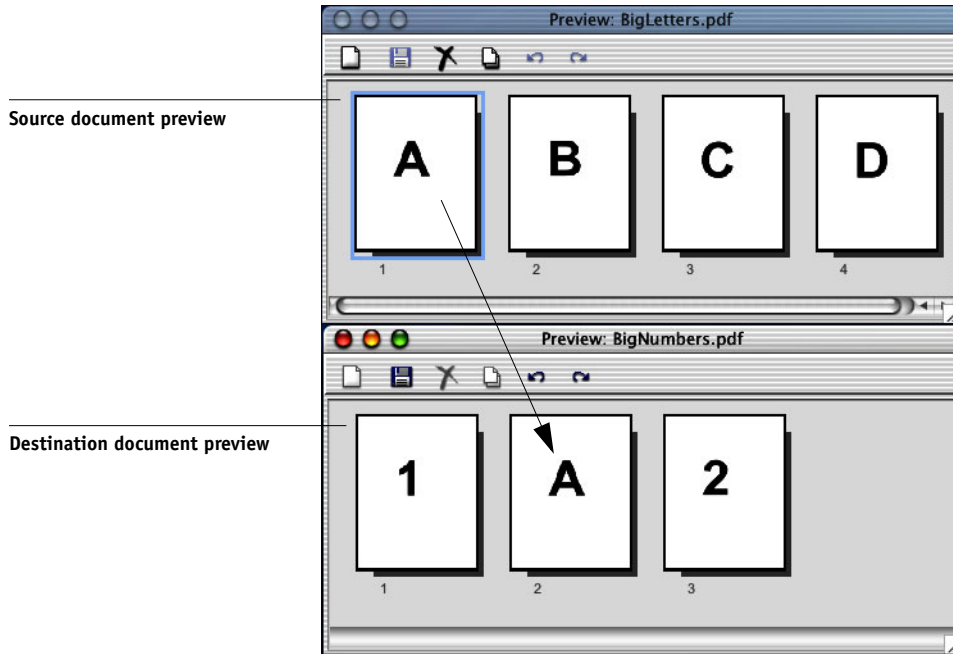 Preview: BigLetters.pdf
Source document preview
A B C D
1 2 3 4
Preview: BigNumbers.pdf
Destination document preview
1 A 2
1 2 3